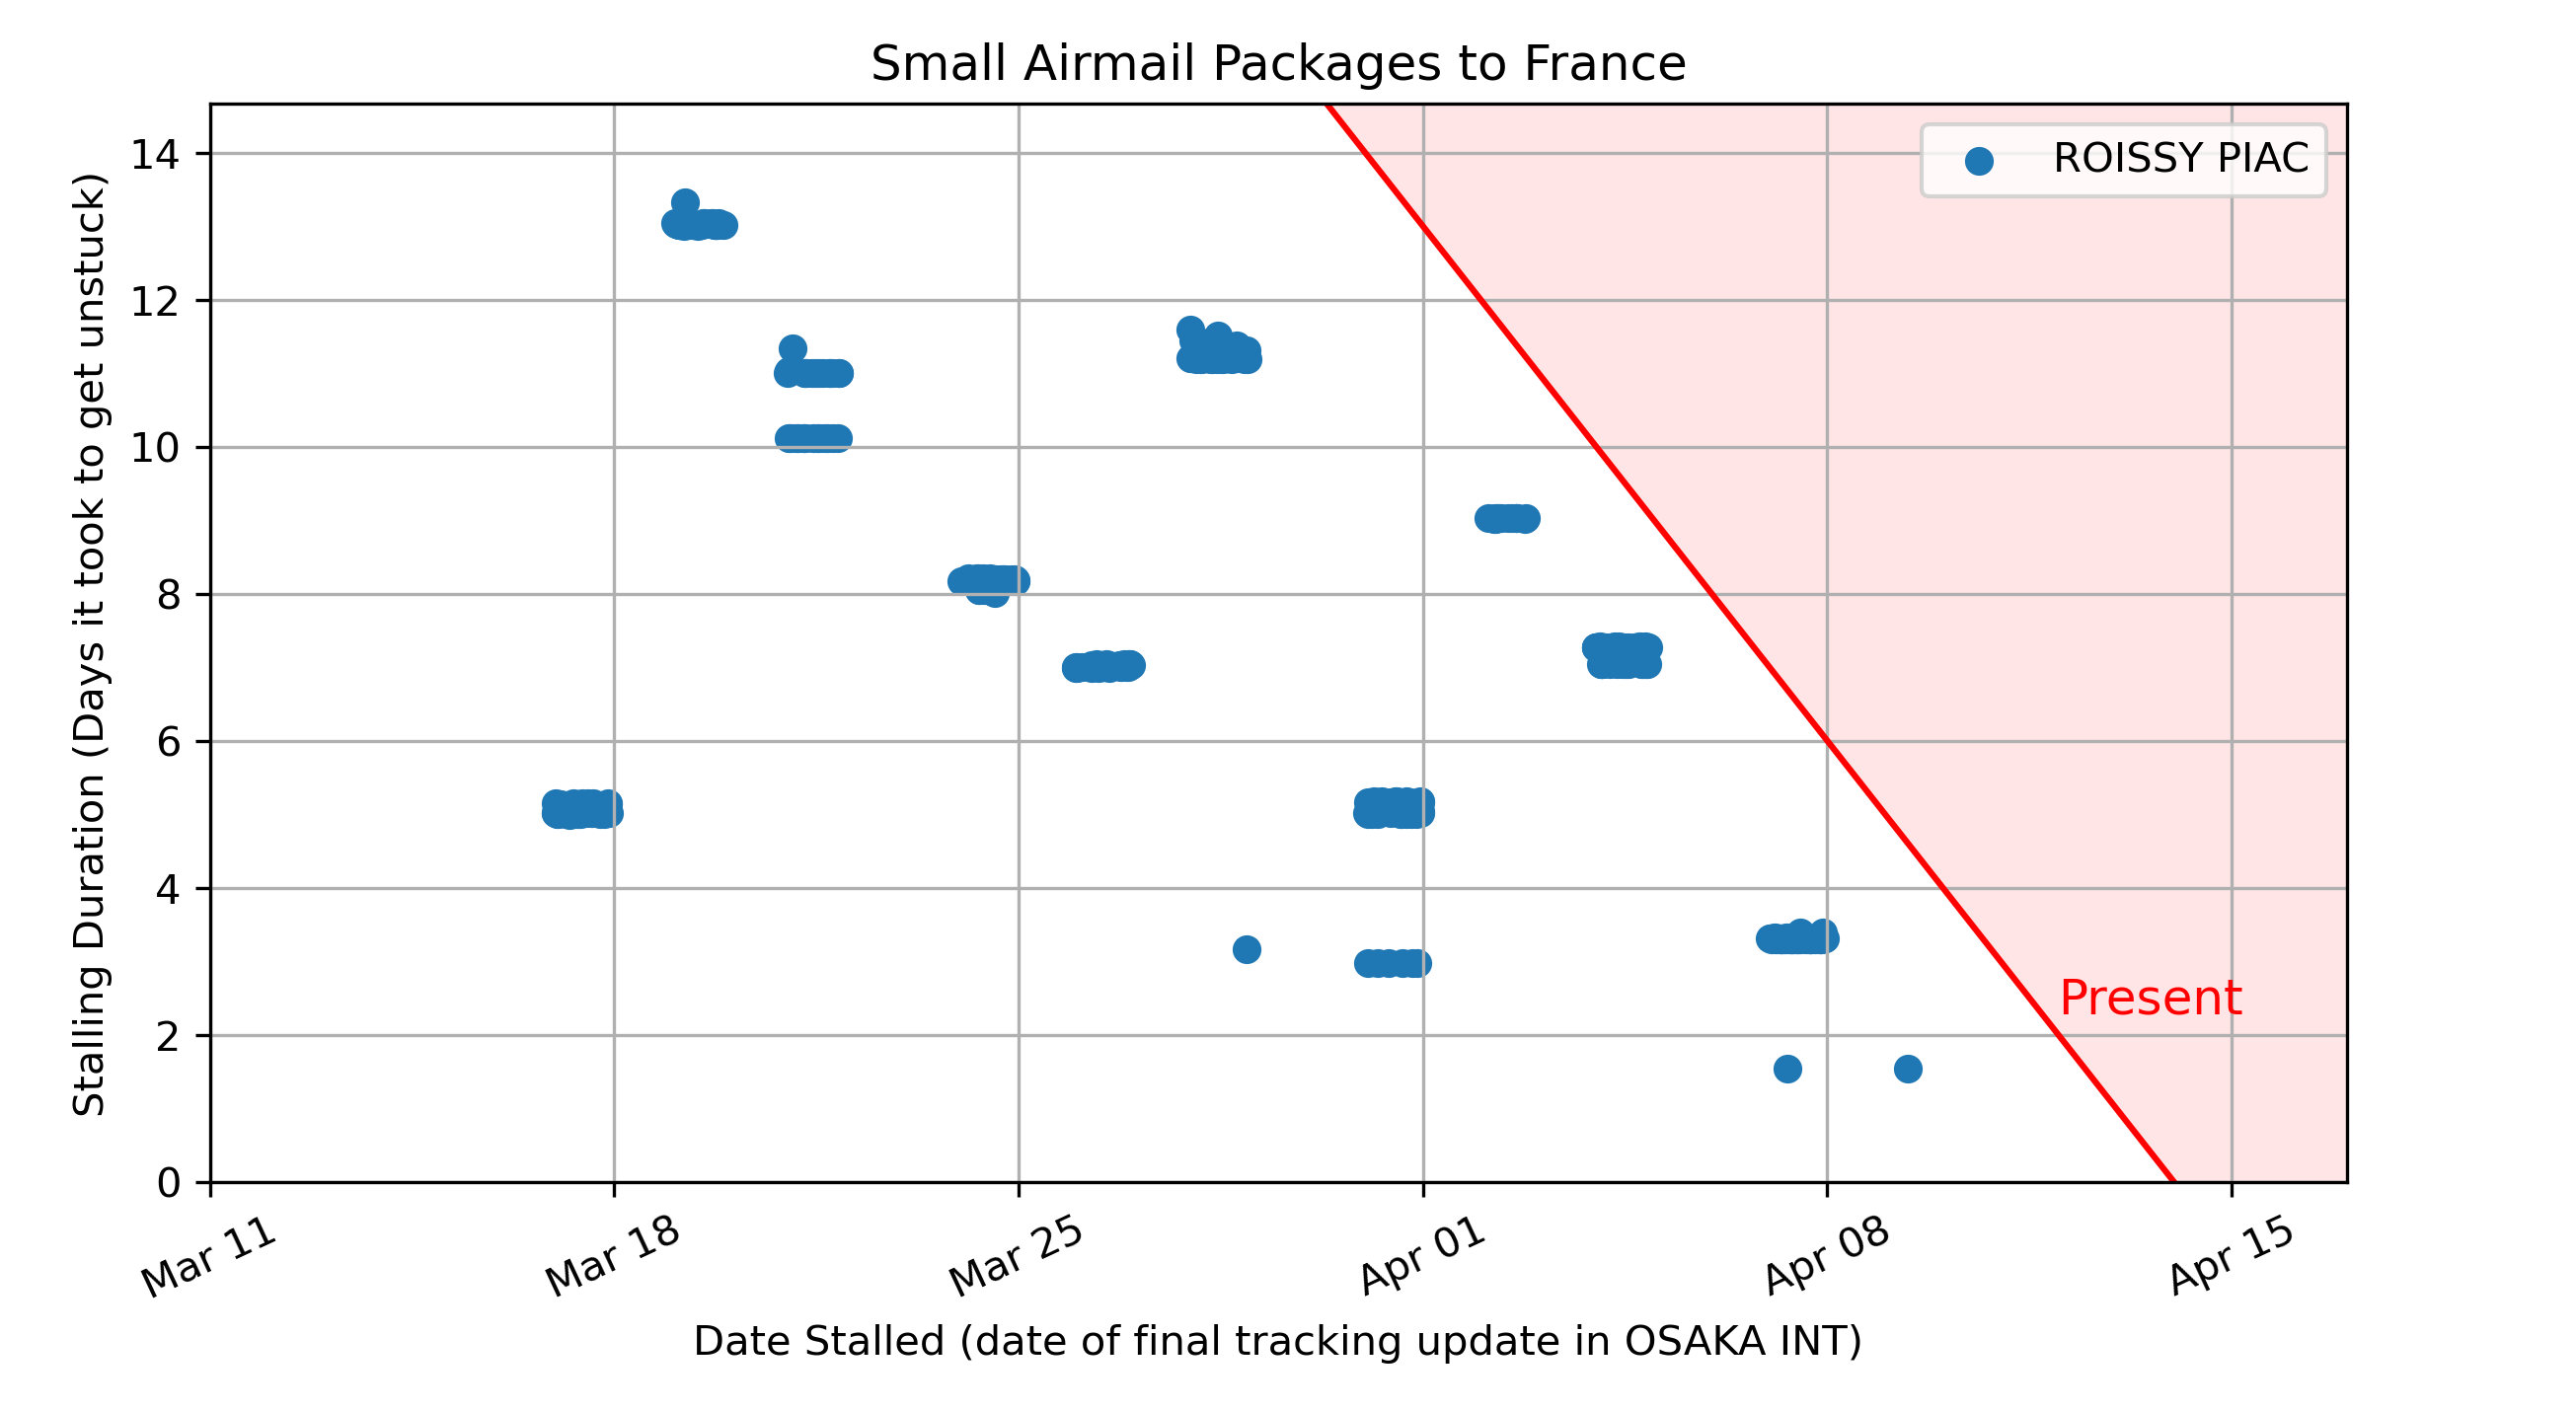 Small Airmail Packages to France
ROISSY PIAC
Stalling Duration (Days it took to get unstuck)
14
12
10
8
6
4
2
0
Present
Mar 11
Mar 18
Mar 25
Apr 01
Apr 08
Apr 15
Date Stalled (date of final tracking update in OSAKA INT)